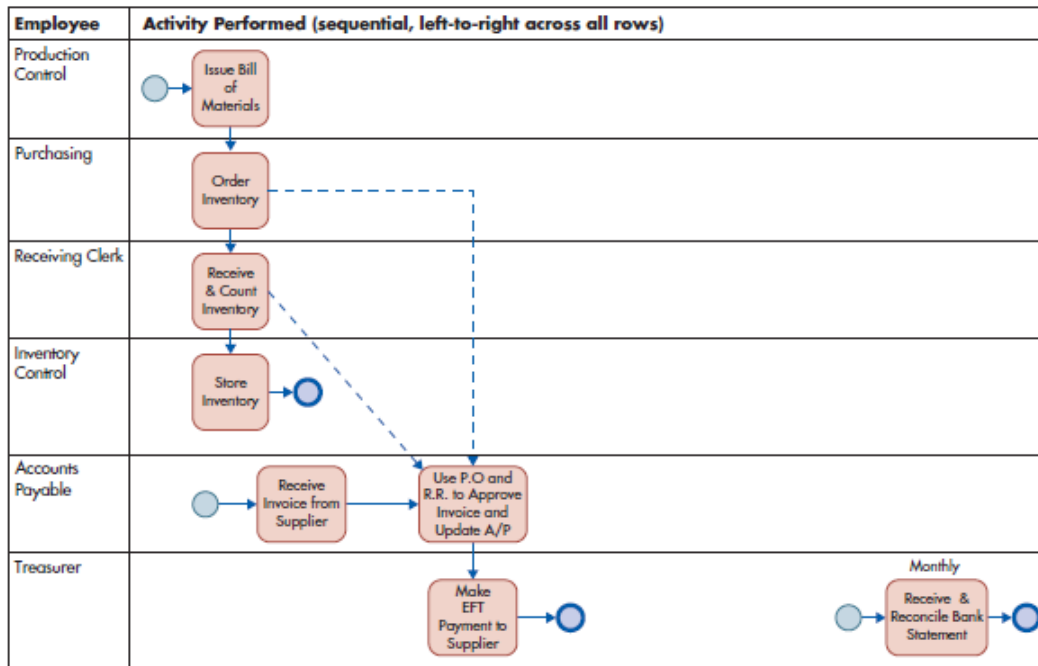 Employee
Activity Performed (sequential, left-to-right across all rows)
Production
Control
Issue Bill
of
Materials
Purchasing
Order
Inventory
Receiving Clerk
Receive
& Count
Inventory
Inventory
Control
Store
Inventory
Accounts
Payable
Receive
Invoice from
Supplier
Use P.O and
R.R. to Approve
Invoice and
Update A/P
Treasurer
Make
EFT
Payment to
Supplier
Monthly
Receive &
Reconcile Bank
Statement